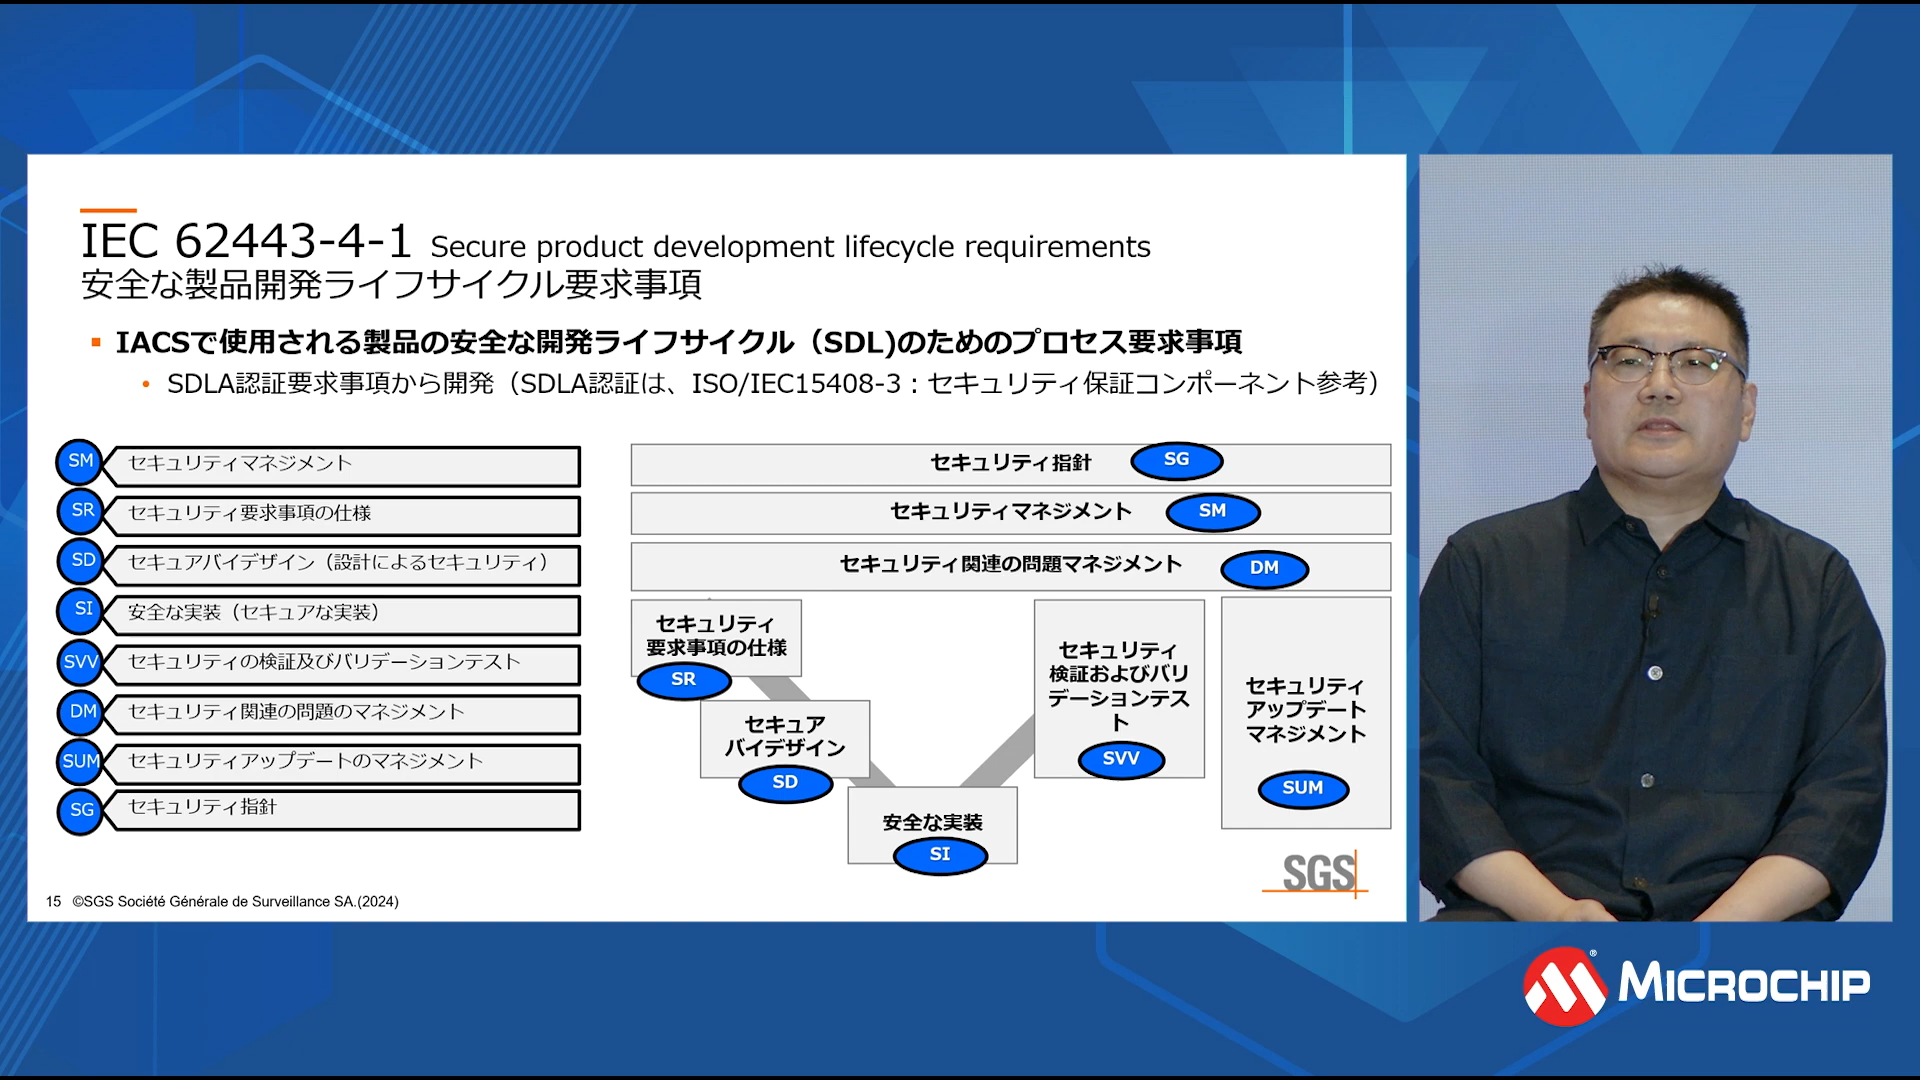 IEC 62443-4-1 Secure product development lifecycle requirements
安全な製品開発ライフサイクル要求事項
IACSで使用される製品の安全な開発ライフサイクル（SDL)のためのプロセス要求事項
SDLA認証要求事項から開発（SDLA認証は、ISO/IEC15408-3：セキュリティ保証コンポーネント参考）
SM セキュリティマネジメント
SR セキュリティ要求事項の仕様
SD セキュアバイデザイン（設計によるセキュリティ）
SI 安全な実装（セキュアな実装）
SVV セキュリティの検証及びバリデーションテスト
DM セキュリティ関連の問題のマネジメント
SUM セキュリティアップデートのマネジメント
SG セキュリティ指針
セキュリティ指針 SG
セキュリティマネジメント SM
セキュリティ関連の問題マネジメント DM
セキュリティ
要求事項の仕様
SR
セキュア
バイデザイン
SD
安全な実装
SI
セキュリティ
検証およびバリ
デーションテス
ト
SVV
セキュリティ
アップデート
マネジメント
SUM
SGS
15 ©SGS Société Générale de Surveillance SA.(2024)
MICROCHIP